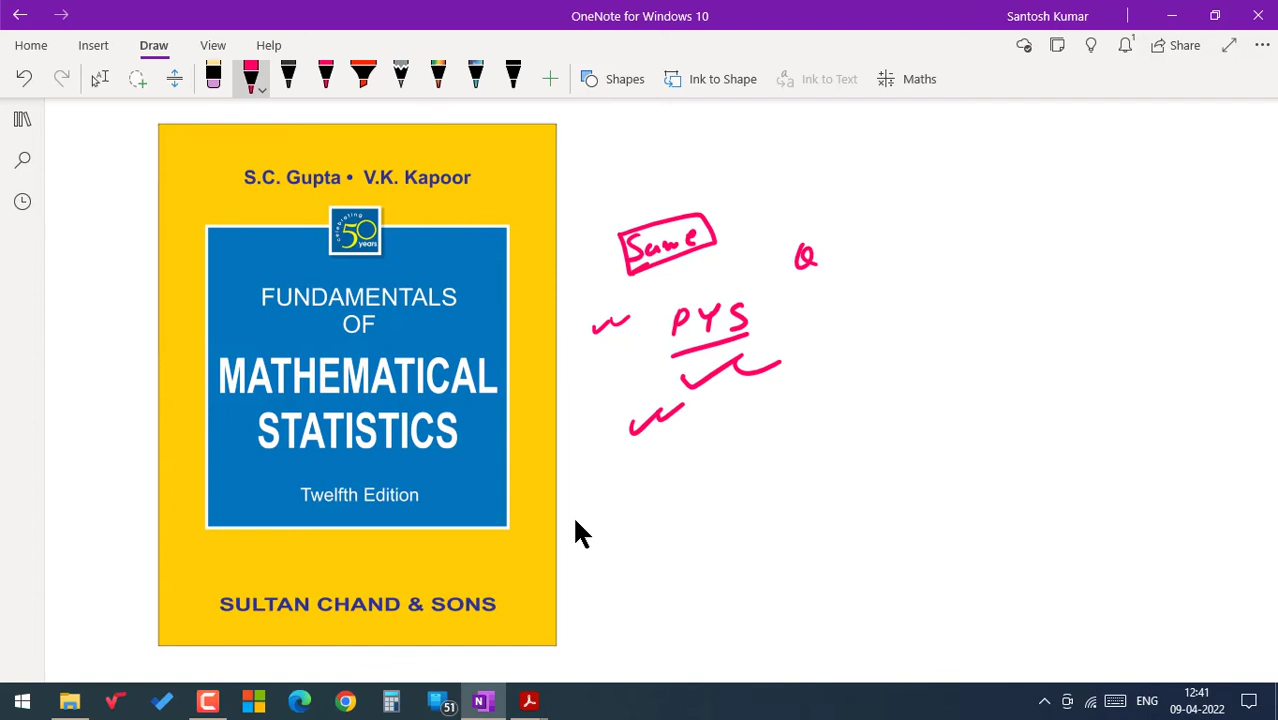 OneNote for Windows 10
Santosh Kumar
Home Insert Draw View Help
Share
Shapes Ink to Shape Ink to Text Maths
S.C. Gupta • V.K. Kapoor
celebrating
50
years
FUNDAMENTALS
OF
MATHEMATICAL
STATISTICS
Twelfth Edition
SULTAN CHAND & SONS
Same
Q
PYS
51
ENG
12:41
09-04-2022